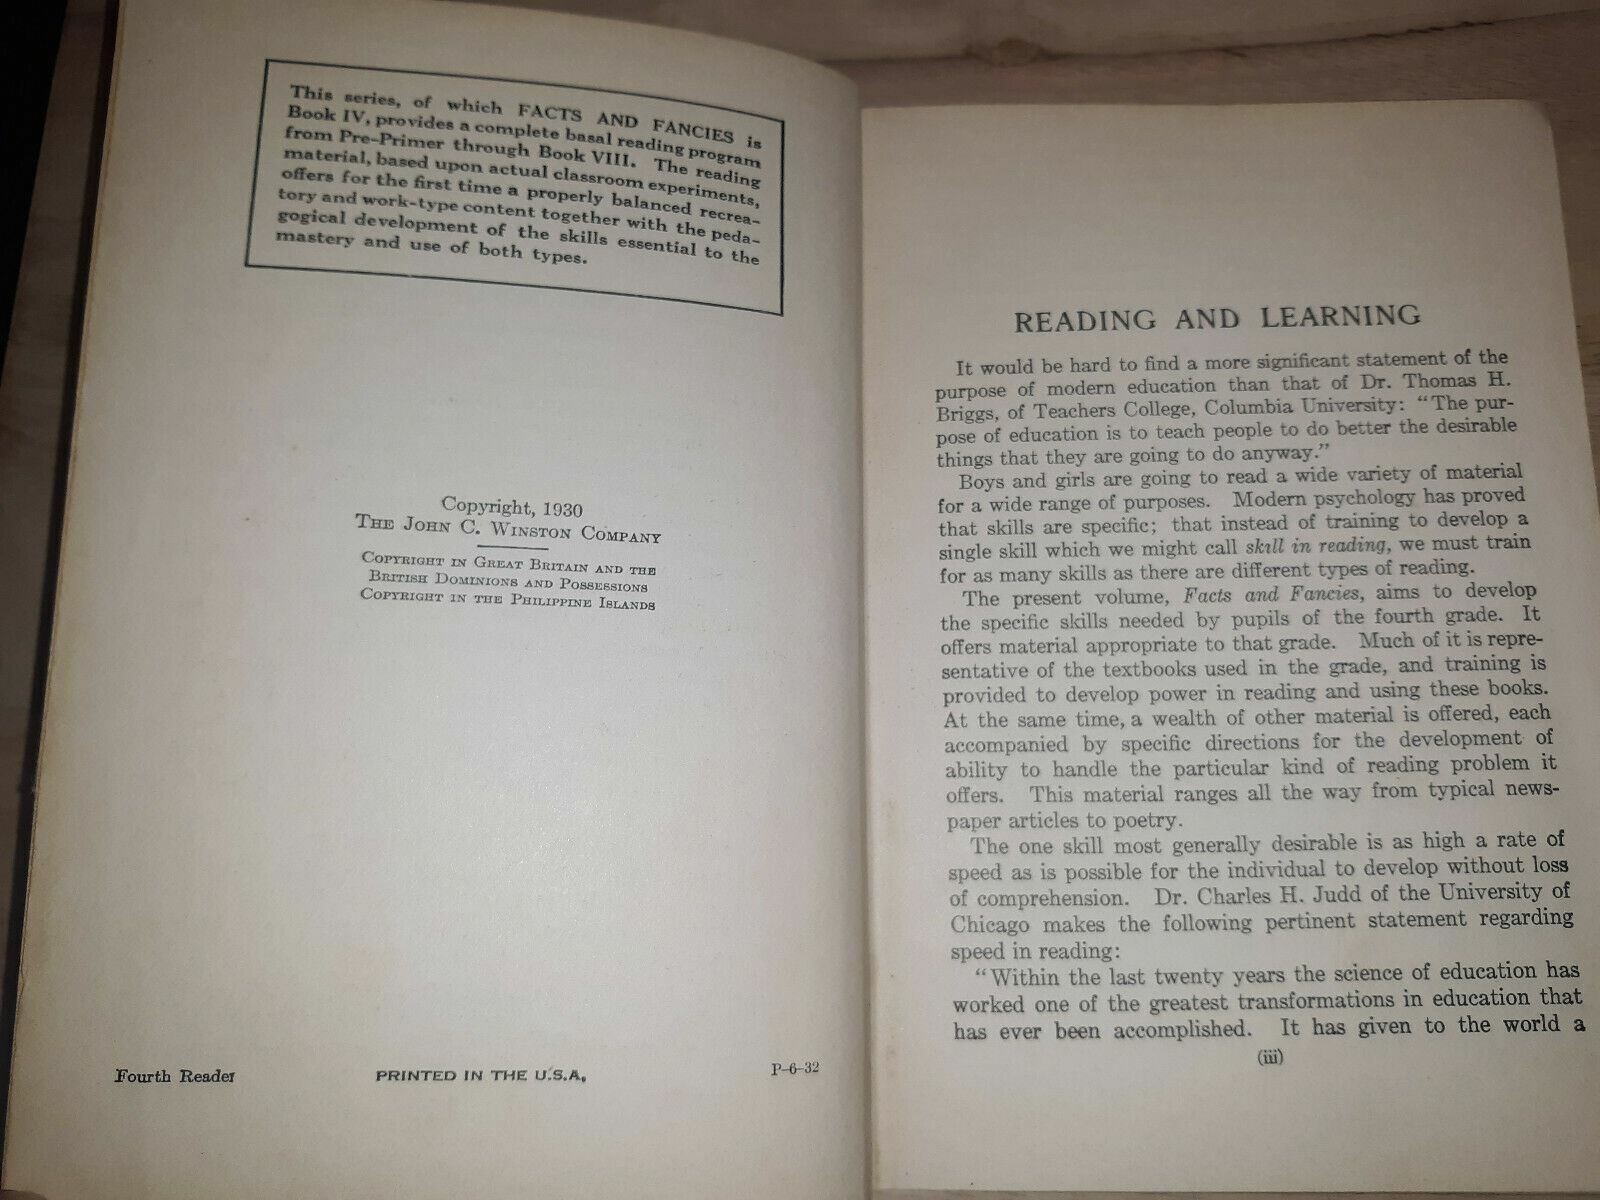 This series, of which FACTS AND FANCIES is
Book IV, provides a complete basal reading program
from Pre-Primer through Book VIII. The reading
material, based upon actual classroom experiments,
offers for the first time a properly balanced recrea-
tory and work-type content together with the peda-
gogical development of the skills essential to the
mastery and use of both types.
Copyright, 1930
The John C. Winston Company
Copyright in Great Britain and the
British Dominions and Possessions
Copyright in the Philippine Islands
Fourth Reader
PRINTED IN THE U.S.A.
P-6-32
READING AND LEARNING
It would be hard to find a more significant statement of the
purpose of modern education than that of Dr. Thomas H.
Briggs, of Teachers College, Columbia University: "The pur-
pose of education is to teach people to do better the desirable
things that they are going to do anyway."
Boys and girls are going to read a wide variety of material
for a wide range of purposes. Modern psychology has proved
that skills are specific; that instead of training to develop a
single skill which we might call skill in reading, we must train
for as many skills as there are different types of reading.
The present volume, Facts and Fancies, aims to develop
the specific skills needed by pupils of the fourth grade. It
offers material appropriate to that grade. Much of it is repre-
sentative of the textbooks used in the grade, and training is
provided to develop power in reading and using these books.
At the same time, a wealth of other material is offered, each
accompanied by specific directions for the development of
ability to handle the particular kind of reading problem it
offers. This material ranges all the way from typical news-
paper articles to poetry.
The one skill most generally desirable is as high a rate of
speed as is possible for the individual to develop without loss
of comprehension. Dr. Charles H. Judd of the University of
Chicago makes the following pertinent statement regarding
speed in reading:
"Within the last twenty years the science of education has
worked one of the greatest transformations in education that
has ever been accomplished. It has given to the world a
(iii)